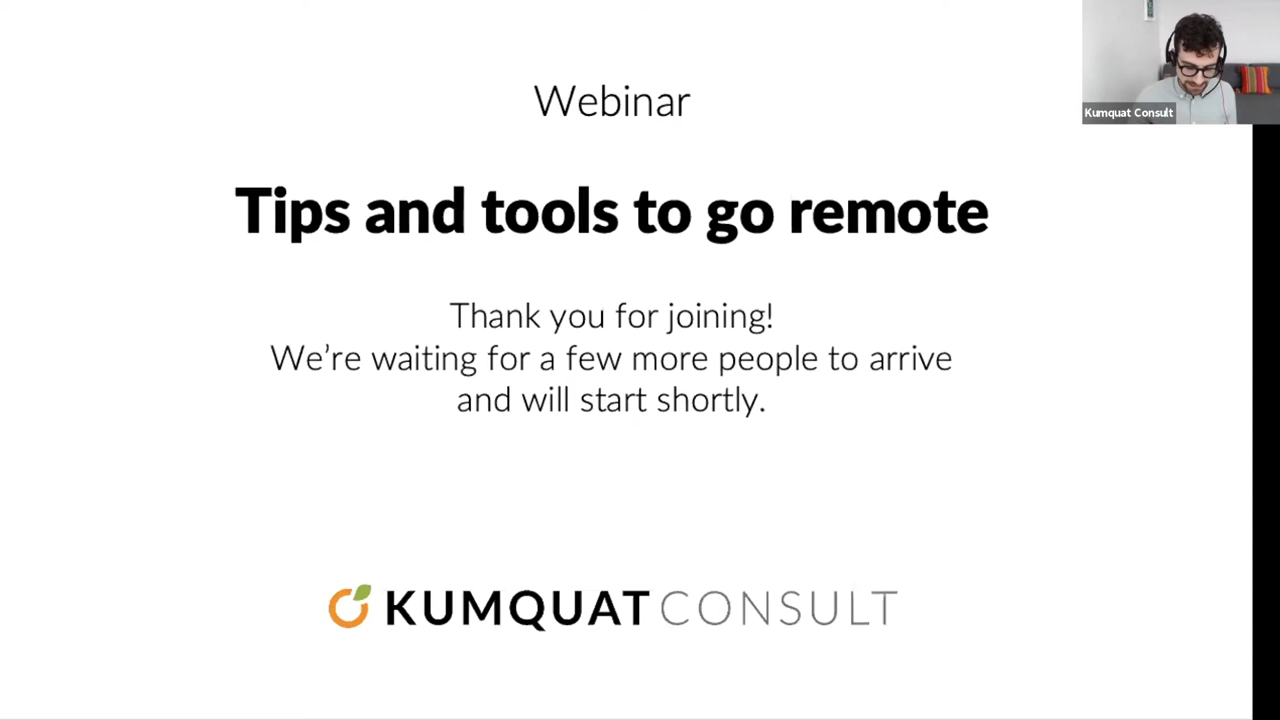 Webinar
Tips and tools to go remote
Thank you for joining!
We’re waiting for a few more people to arrive
and will start shortly.
KUMQUAT CONSULT
Kumquat Consult